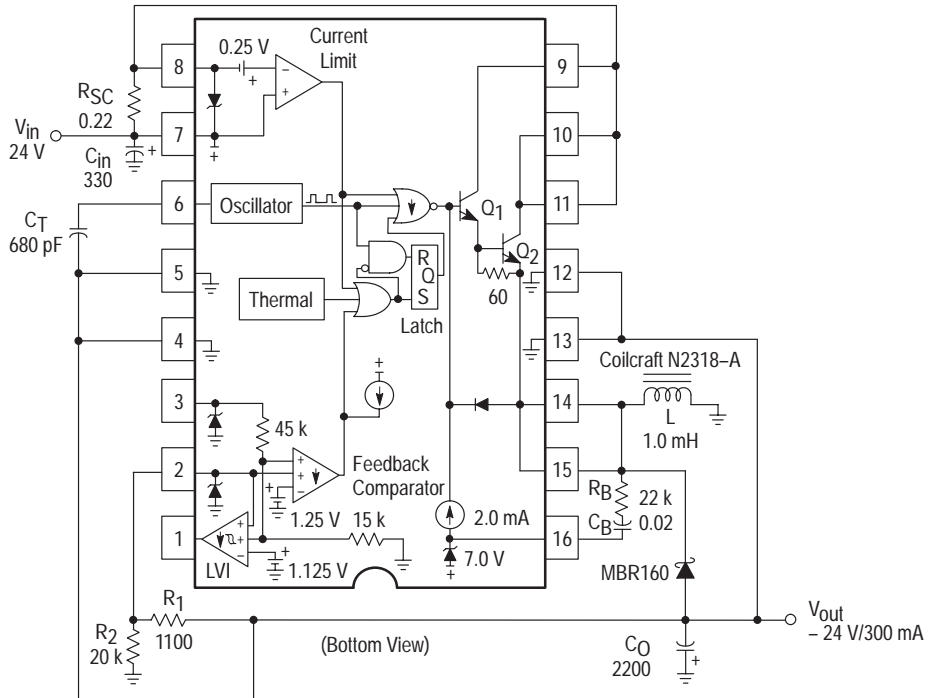 Current
Limit
0.25 V
+
−
+
8
RSC
0.22
Vin
24 V
7
+
Cin
330
+
9
10
6
Oscillator
Q1
11
CT
680 pF
5
R
Q
S
Latch
Q2
60
12
Thermal
4
13
+
Coilcraft N2318–A
3
14
L
1.0 mH
45 k
2
+
+
−
Feedback
Comparator
+
1.25 V
15
RB
22 k
CB
0.02
2.0 mA
1
+
+
−
LVI
15 k
+
1.125 V
16
7.0 V
+
MBR160
R1
1100
R2
20 k
(Bottom View)
Vout
– 24 V/300 mA
CO
2200
+